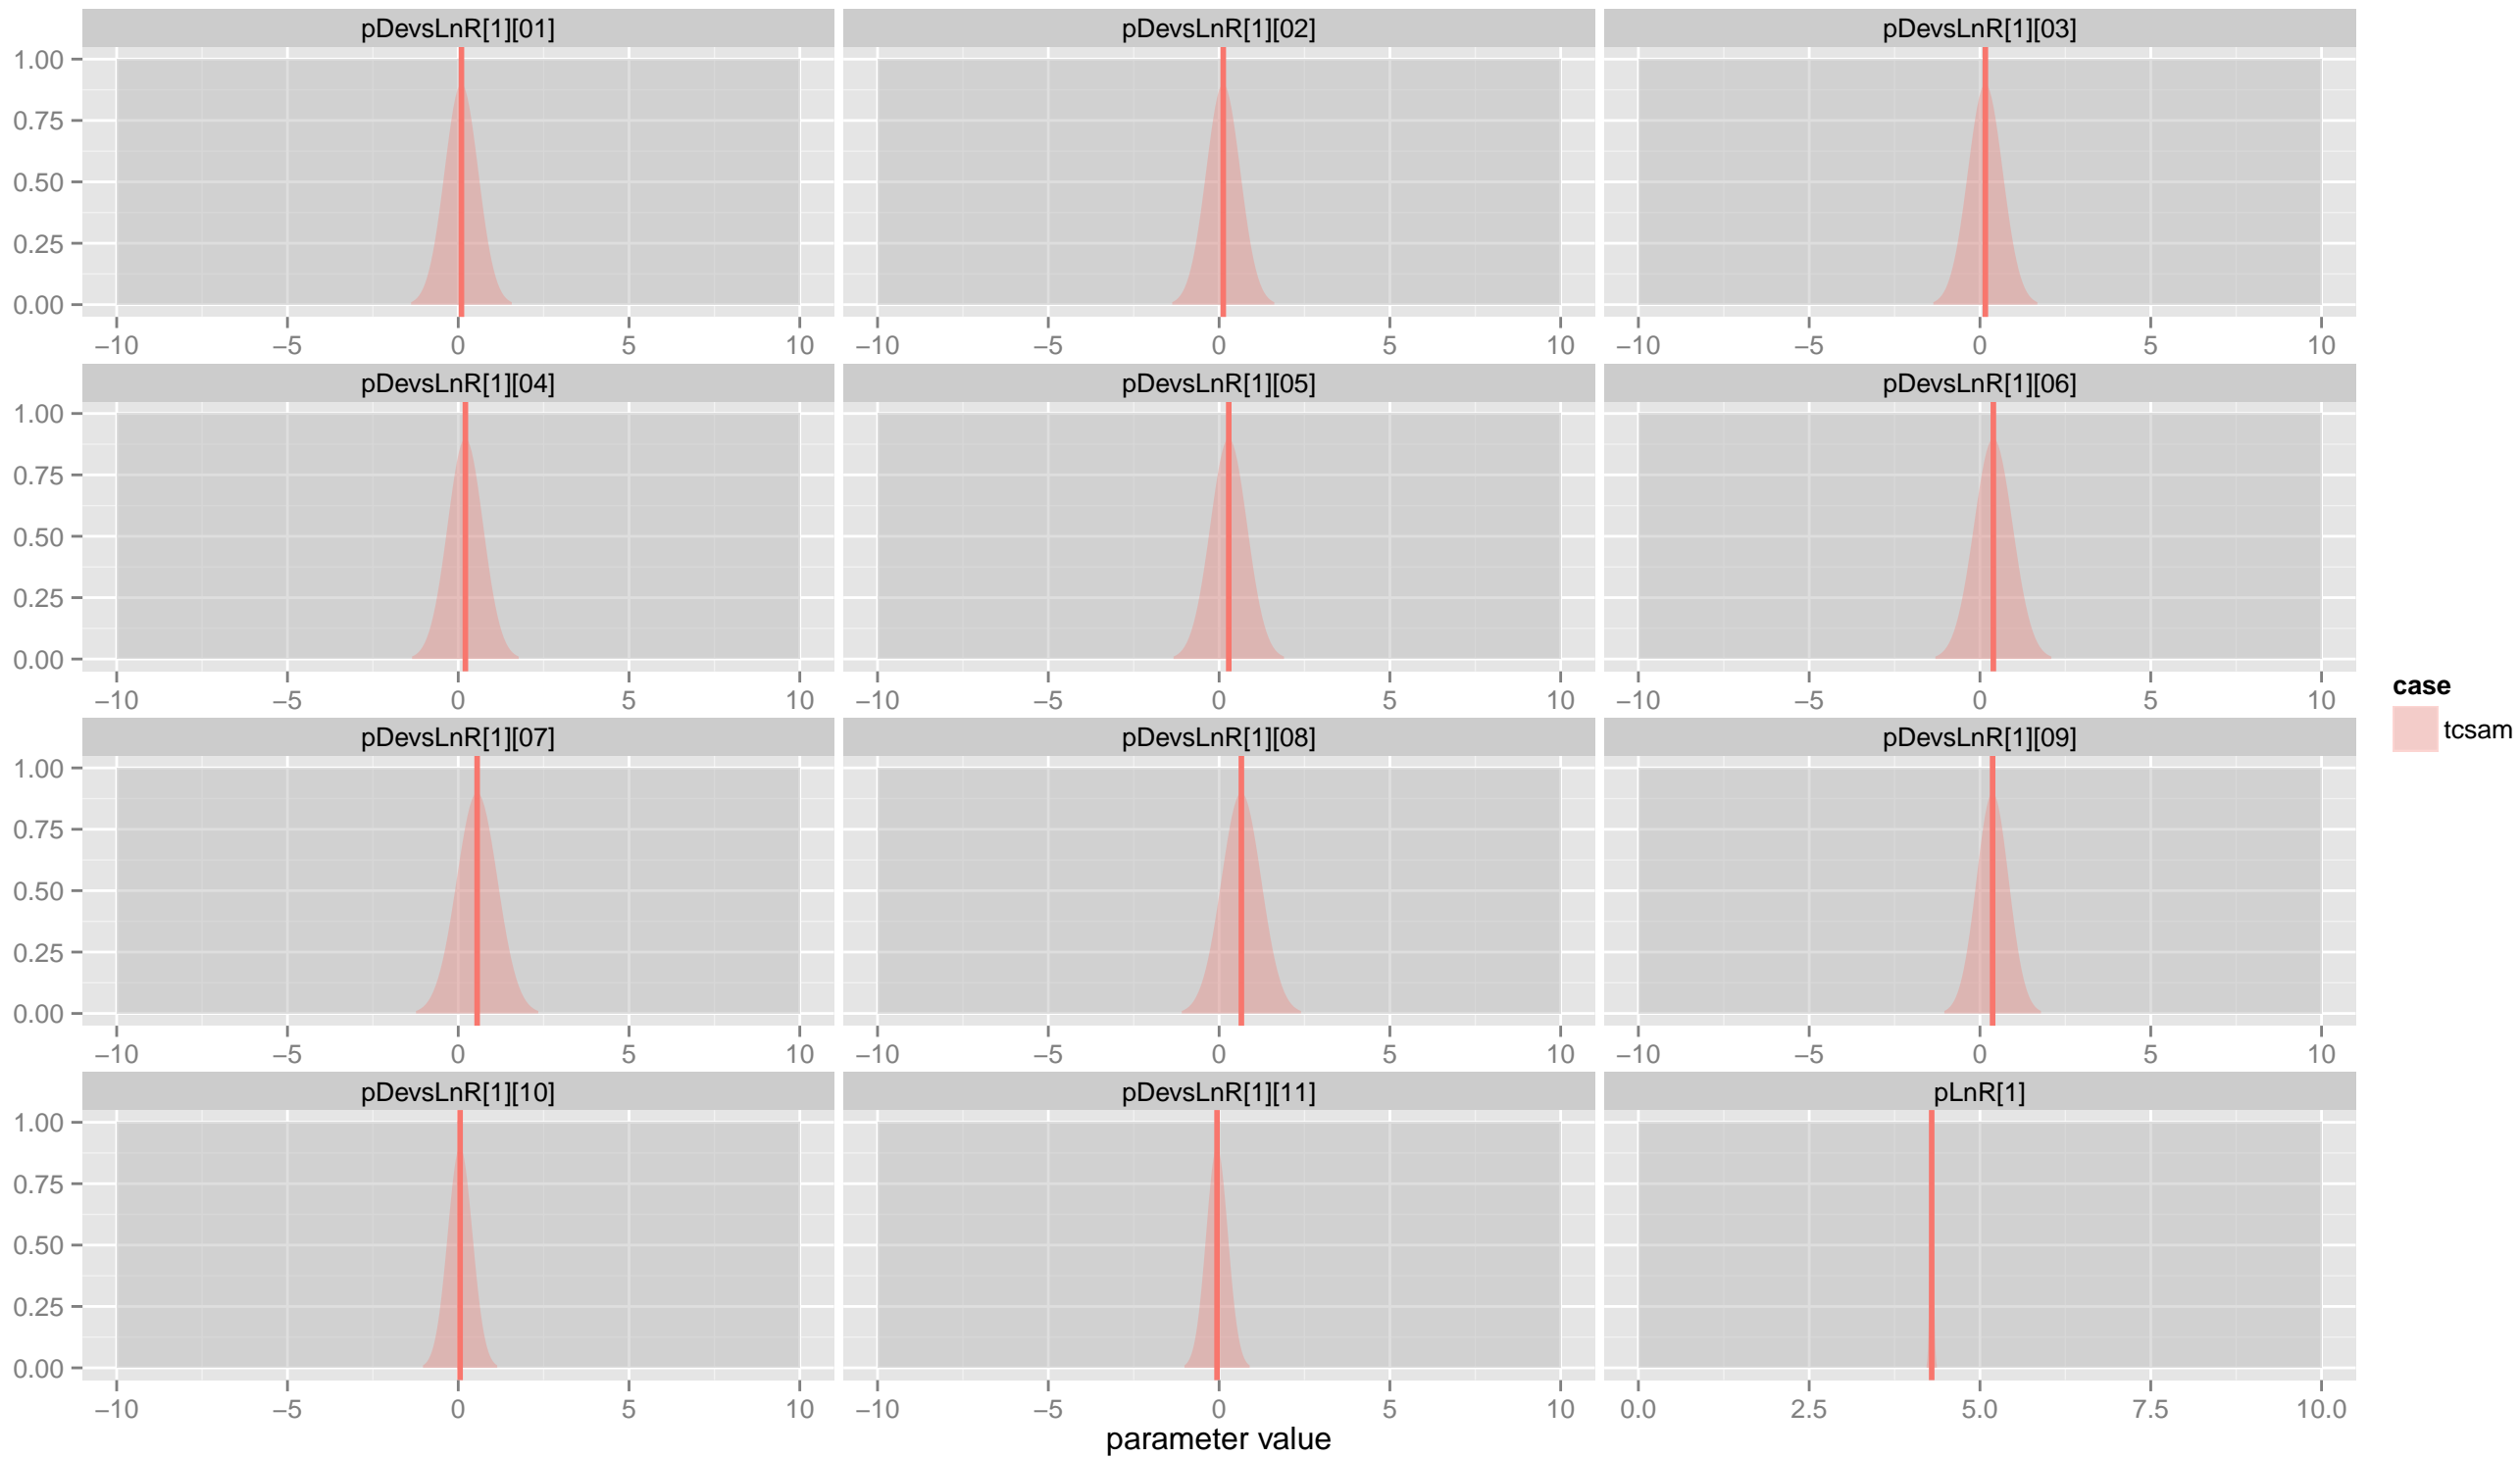 pDevsLnR[1][01] pDevsLnR[1][02] pDevsLnR[1][03]
1.00
0.75
0.50
0.25
0.00
−10 −5 0 5 10 −10 −5 0 5 10 −10 −5 0 5 10
pDevsLnR[1][04] pDevsLnR[1][05] pDevsLnR[1][06]
1.00
0.75
0.50
0.25
0.00
−10 −5 0 5 10 −10 −5 0 5 10 −10 −5 0 5 10
case
tcsam
pDevsLnR[1][07] pDevsLnR[1][08] pDevsLnR[1][09]
1.00
0.75
0.50
0.25
0.00
−10 −5 0 5 10 −10 −5 0 5 10 −10 −5 0 5 10
pDevsLnR[1][10] pDevsLnR[1][11] pLnR[1]
1.00
0.75
0.50
0.25
0.00
−10 −5 0 5 10 −10 −5 0 5 10 0.0 2.5 5.0 7.5 10.0
parameter value